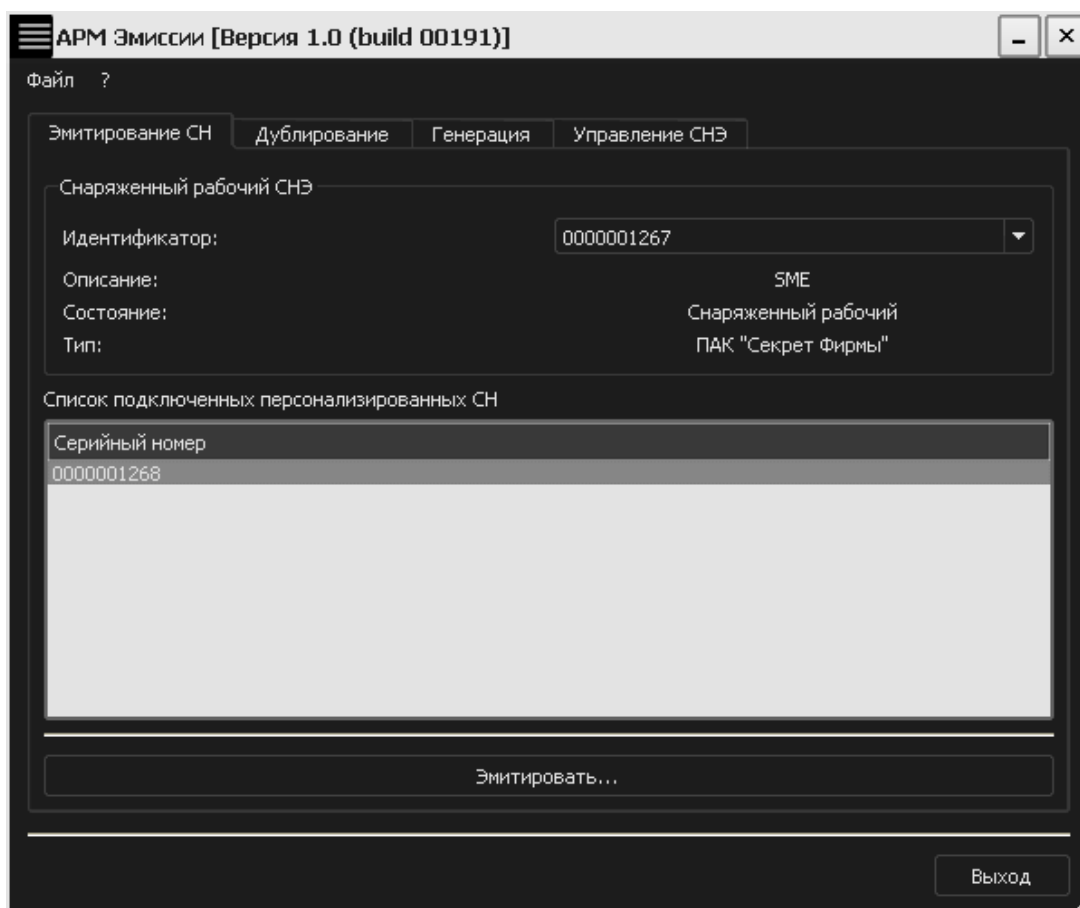 АРМ Эмиссии [Версия 1.0 (build 00191)]
Файл ?
Эмитирование СН Дублирование Генерация Управление СНЭ
Снаряженный рабочий СНЭ
Идентификатор: 0000001267
Описание: SME
Состояние: Снаряженный рабочий
Тип: ПАК "Секрет Фирмы"
Список подключенных персонализированных СН
Серийный номер
0000001268
Эмитировать...
Выход